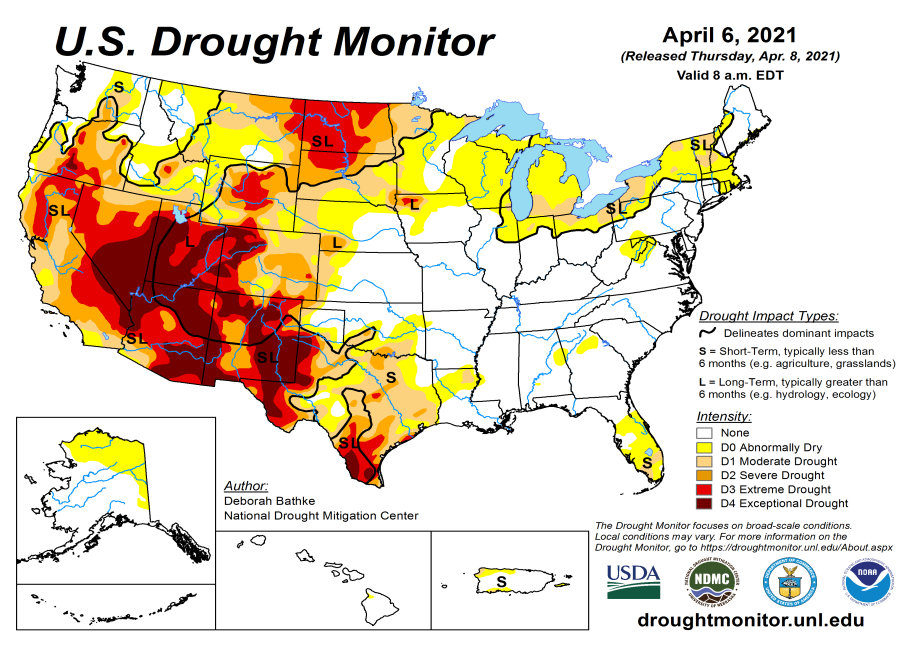 U.S. Drought Monitor
April 6, 2021
(Released Thursday, Apr. 8, 2021)
Valid 8 a.m. EDT
S
SL
SL
SL
SL
L
SL
L
L
SL
SL
S
SL
S
Drought Impact Types:
Delineates dominant impacts
S = Short-Term, typically less than
6 months (e.g. agriculture, grasslands)
L = Long-Term, typically greater than
6 months (e.g. hydrology, ecology)
Intensity:
None
D0 Abnormally Dry
D1 Moderate Drought
D2 Severe Drought
D3 Extreme Drought
D4 Exceptional Drought
Author:
Deborah Bathke
National Drought Mitigation Center
S
The Drought Monitor focuses on broad-scale conditions.
Local conditions may vary. For more information on the
Drought Monitor, go to https://droughtmonitor.unl.edu/About.aspx
USDA
NDMC
NOAA
droughtmonitor.unl.edu